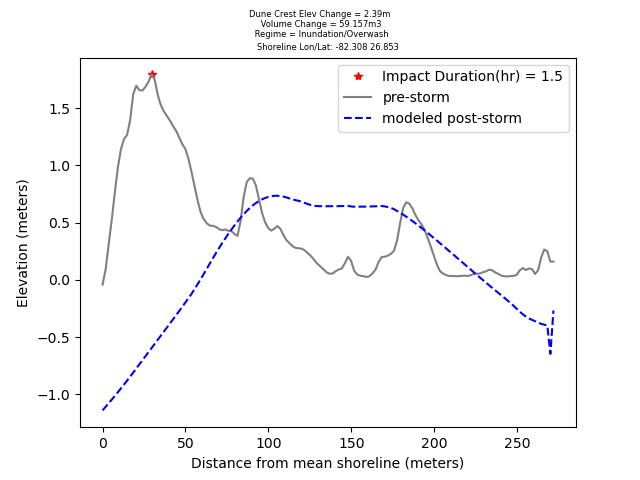 Dune Crest Elev Change = 2.39m
Volume Change = 59.157m3
Regime = Inundation/Overwash
Shoreline Lon/Lat: -82.308 26.853
Impact Duration(hr) = 1.5
pre-storm
modeled post-storm
Elevation (meters)
1.5
1.0
0.5
0.0
−0.5
−1.0
0 50 100 150 200 250
Distance from mean shoreline (meters)